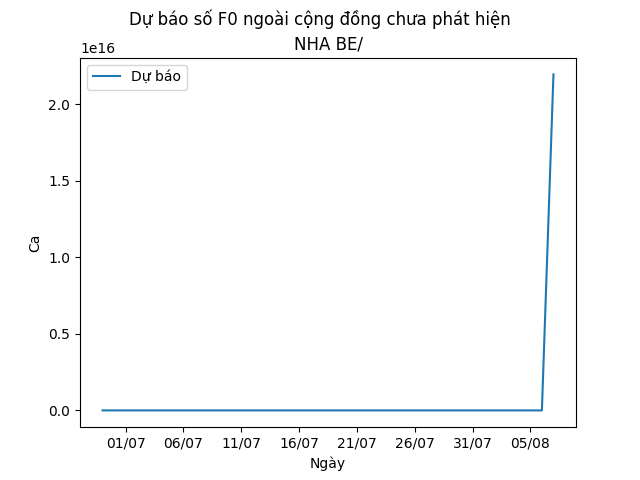 Dự báo số F0 ngoài cộng đồng chưa phát hiện
NHA BE/
1e16
Dự báo
2.0
1.5
1.0
0.5
0.0
Ca
01/07 06/07 11/07 16/07 21/07 26/07 31/07 05/08
Ngày